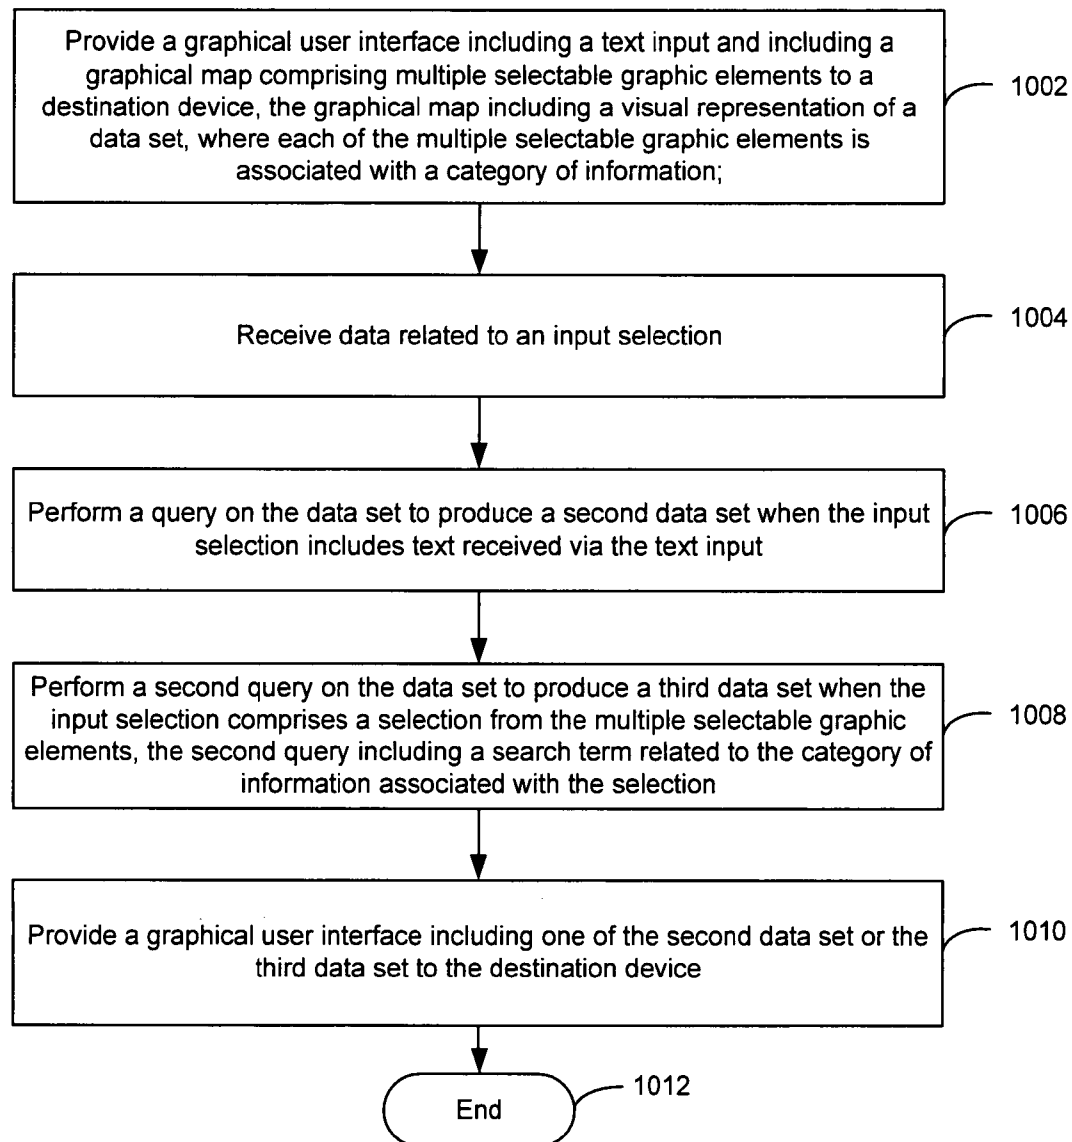 Provide a graphical user interface including a text input and including a
graphical map comprising multiple selectable graphic elements to a
destination device, the graphical map including a visual representation of a
data set, where each of the multiple selectable graphic elements is
associated with a category of information;
1002
Receive data related to an input selection
1004
Perform a query on the data set to produce a second data set when the input
selection includes text received via the text input
1006
Perform a second query on the data set to produce a third data set when the
input selection comprises a selection from the multiple selectable graphic
elements, the second query including a search term related to the category of
information associated with the selection
1008
Provide a graphical user interface including one of the second data set or the
third data set to the destination device
1010
End
1012